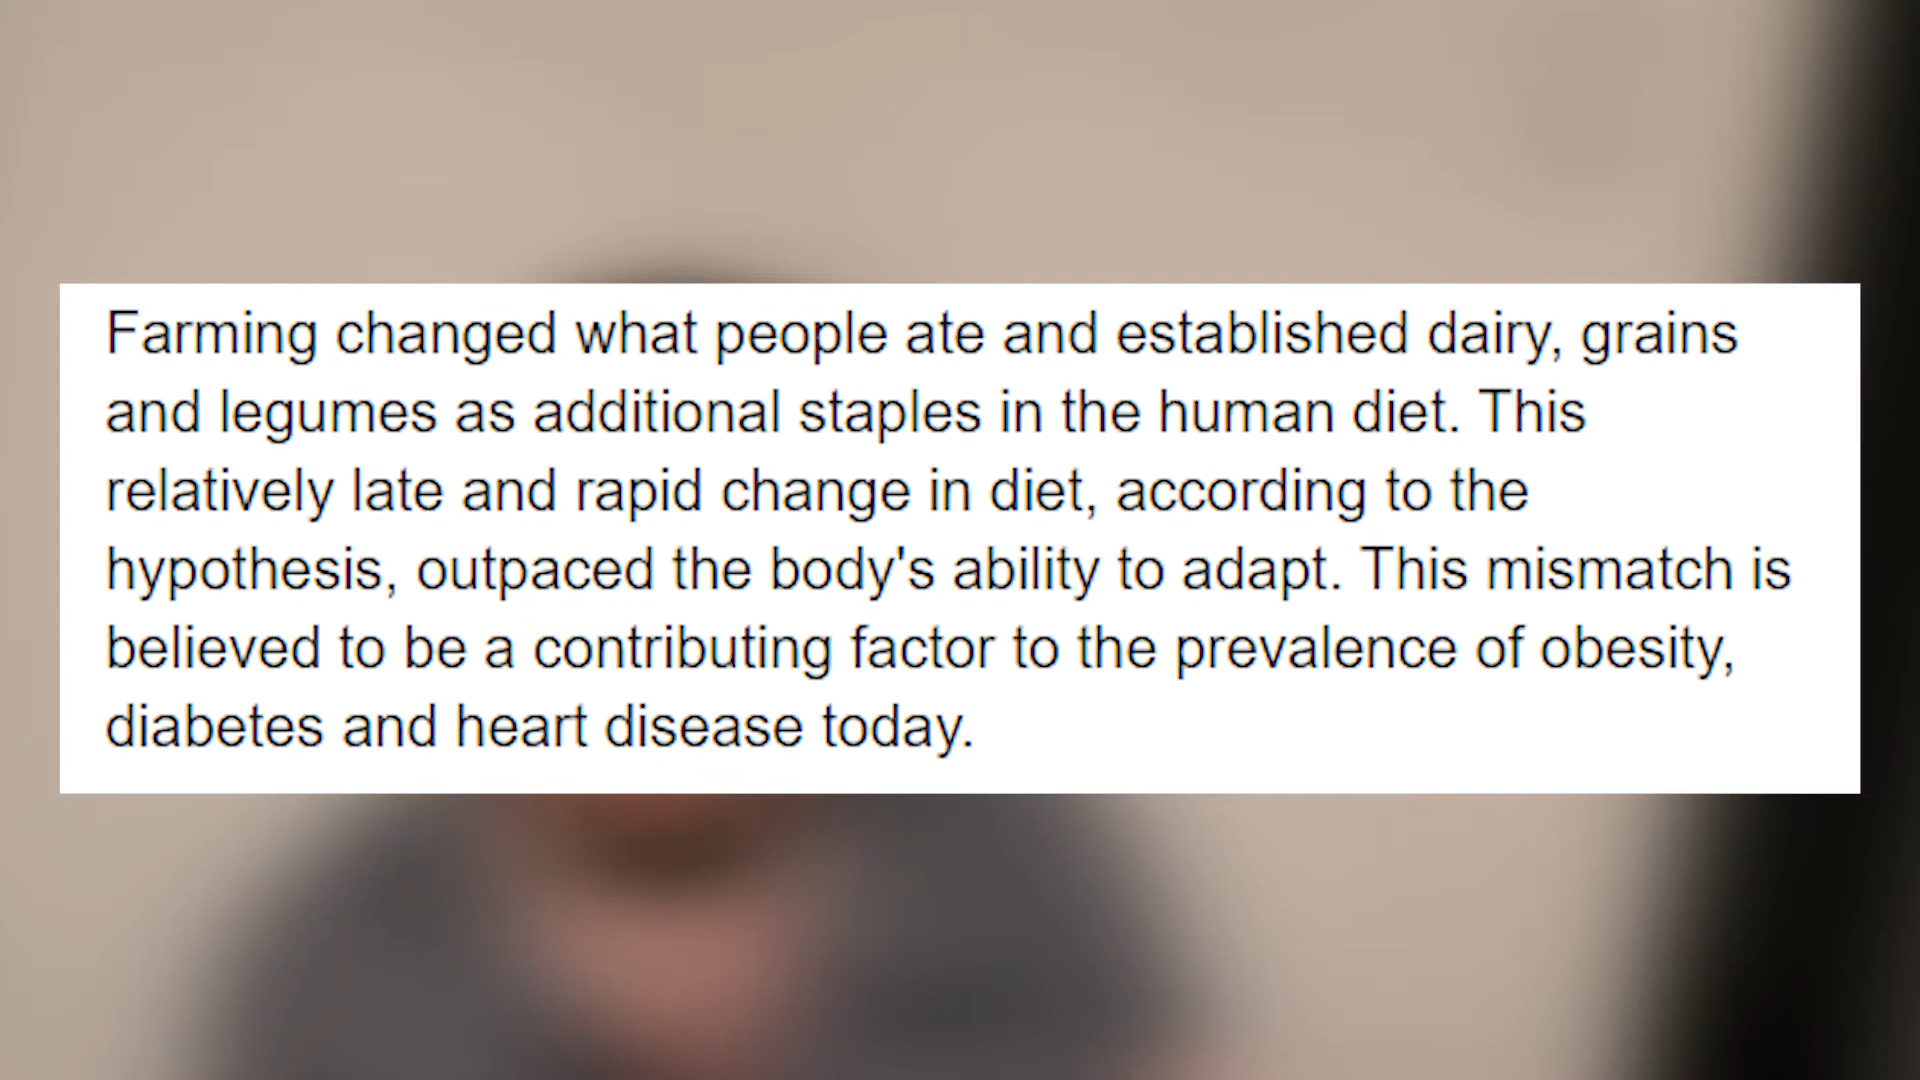 Farming changed what people ate and established dairy, grains
and legumes as additional staples in the human diet. This
relatively late and rapid change in diet, according to the
hypothesis, outpaced the body's ability to adapt. This mismatch is
believed to be a contributing factor to the prevalence of obesity,
diabetes and heart disease today.